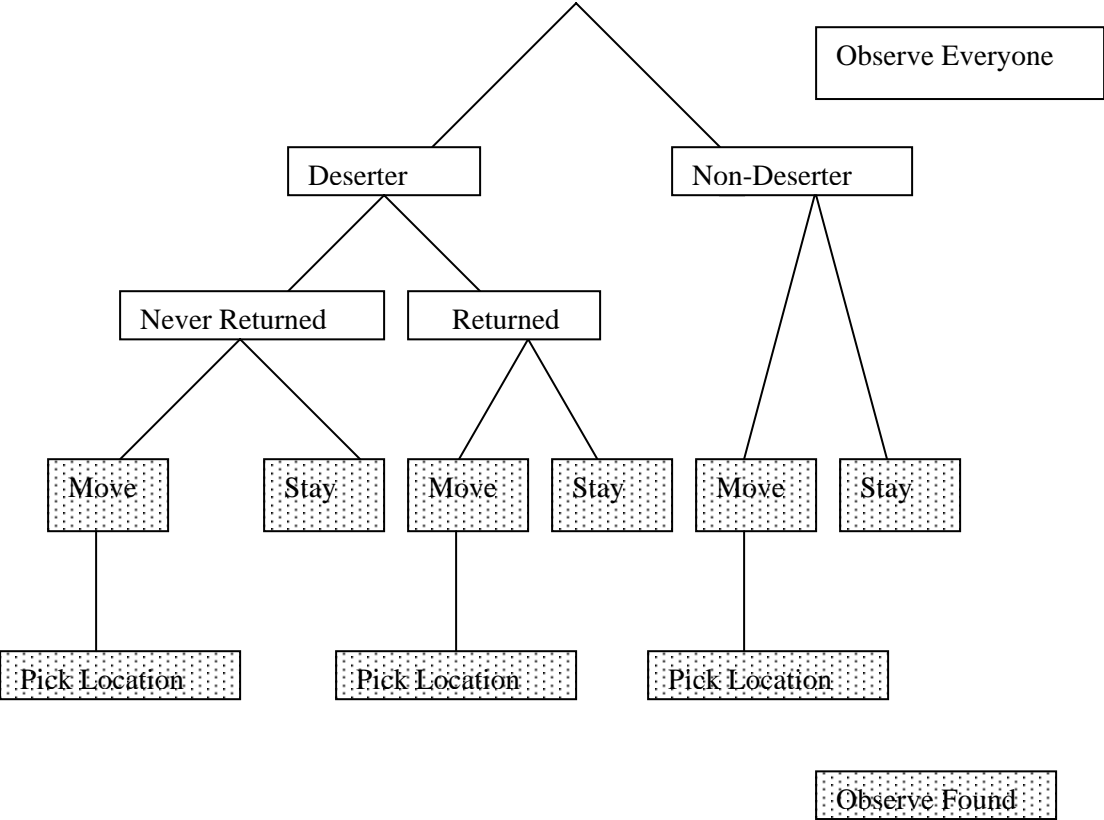 Observe Everyone
Deserter
Non-Deserter
Never Returned
Returned
Move
Stay
Move
Stay
Move
Stay
Pick Location
Pick Location
Pick Location
Observe Found